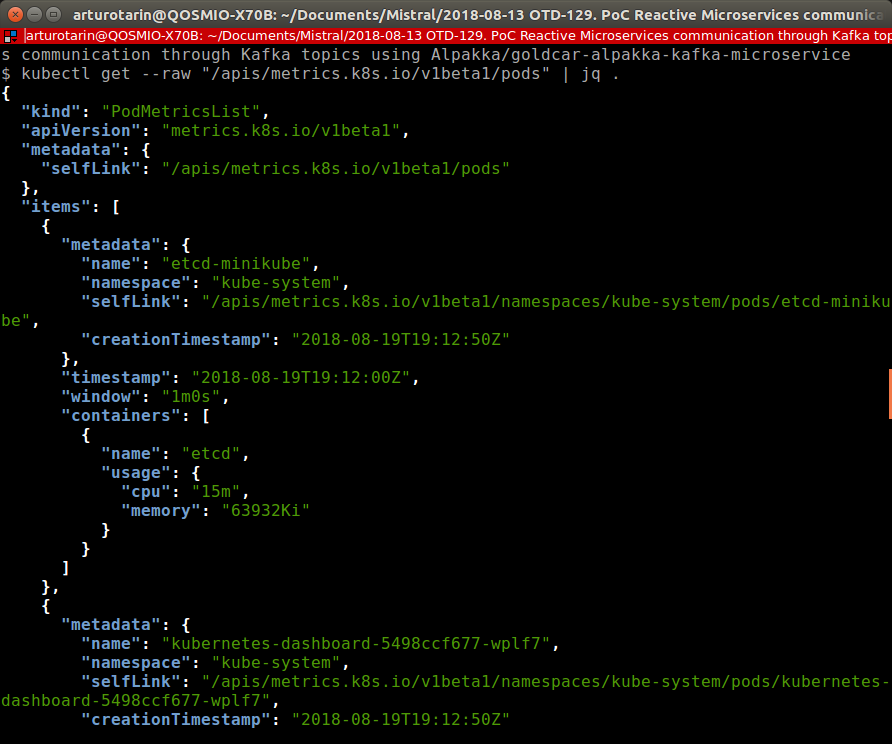 arturotarin@QOSMIO-X70B: ~/Documents/Mistral/2018-08-13 OTD-129. PoC Reactive Microservices communica
arturotarin@QOSMIO-X70B: ~/Documents/Mistral/2018-08-13 OTD-129. PoC Reactive Microservices communication through Kafka top
s communication through Kafka topics using Alpakka/goldcar-alpakka-kafka-microservice
$ kubectl get --raw "/apis/metrics.k8s.io/v1beta1/pods" | jq .
{
  "kind": "PodMetricsList",
  "apiVersion": "metrics.k8s.io/v1beta1",
  "metadata": {
    "selfLink": "/apis/metrics.k8s.io/v1beta1/pods"
  },
  "items": [
    {
      "metadata": {
        "name": "etcd-minikube",
        "namespace": "kube-system",
        "selfLink": "/apis/metrics.k8s.io/v1beta1/namespaces/kube-system/pods/etcd-miniku
be",
        "creationTimestamp": "2018-08-19T19:12:50Z"
      },
      "timestamp": "2018-08-19T19:12:00Z",
      "window": "1m0s",
      "containers": [
        {
          "name": "etcd",
          "usage": {
            "cpu": "15m",
            "memory": "63932Ki"
          }
        }
      ]
    },
    {
      "metadata": {
        "name": "kubernetes-dashboard-5498ccf677-wplf7",
        "namespace": "kube-system",
        "selfLink": "/apis/metrics.k8s.io/v1beta1/namespaces/kube-system/pods/kubernetes-
dashboard-5498ccf677-wplf7",
        "creationTimestamp": "2018-08-19T19:12:50Z"